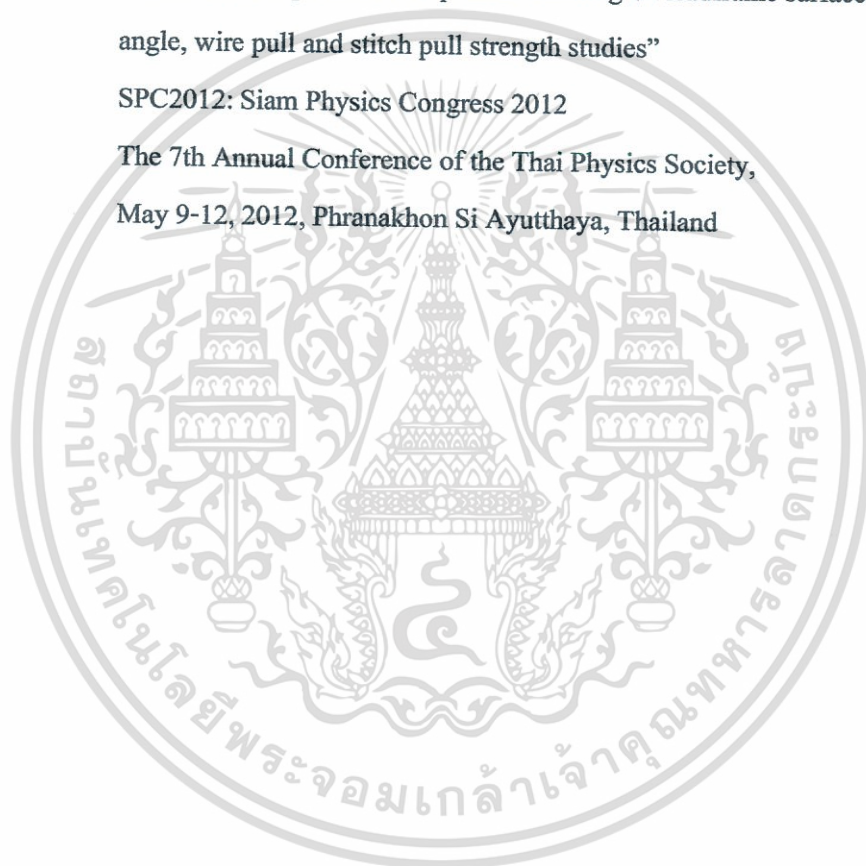 angle, wire pull and stitch pull strength studies”
SPC2012: Siam Physics Congress 2012
The 7th Annual Conference of the Thai Physics Society,
May 9-12, 2012, Phranakhon Si Ayutthaya, Thailand
สถาบันเทคโนโลยีพระจอมเกล้าเจ้าคุณทหารลาดกระบัง